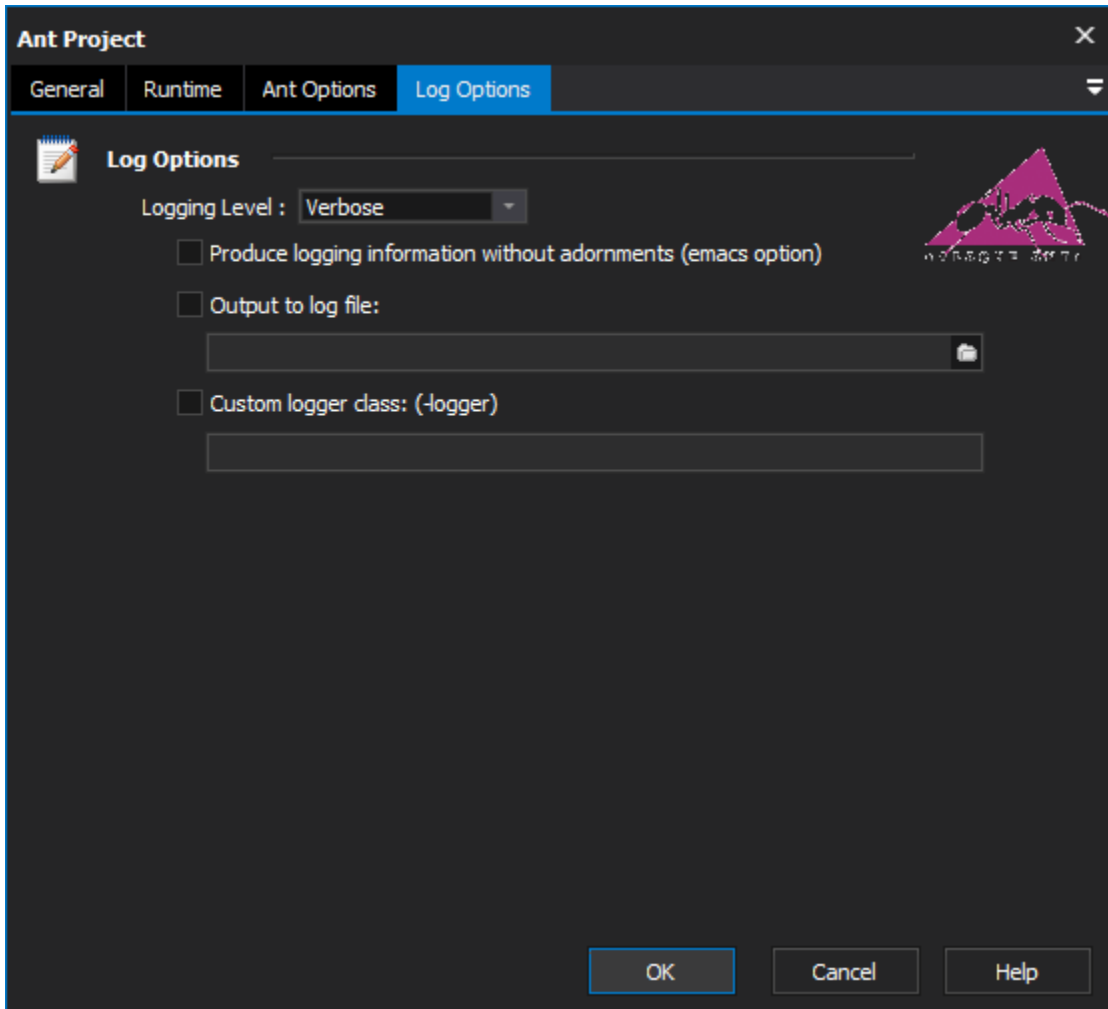 Ant Project
General Runtime Ant Options Log Options
Log Options
Logging Level : Verbose
Produce logging information without adornments (emacs option)
Output to log file:
Custom logger class: (-logger)
OK Cancel Help